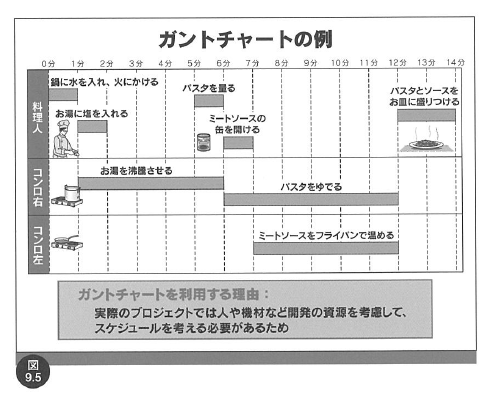 ガントチャートの例
0分 1分 2分 3分 4分 5分 6分 7分 8分 9分 10分 11分 12分 13分 14分
料理人
鍋に水を入れ、火にかける
お湯に塩を入れる
パスタを量る
ミートソースの
缶を開ける
パスタとソースを
お皿に盛りつける
コンロ右
お湯を沸騰させる
パスタをゆでる
コンロ左
ミートソースをフライパンで温める
ガントチャートを利用する理由：
実際のプロジェクトでは人や機材など開発の資源を考慮して、
スケジュールを考える必要があるため
図
9.5